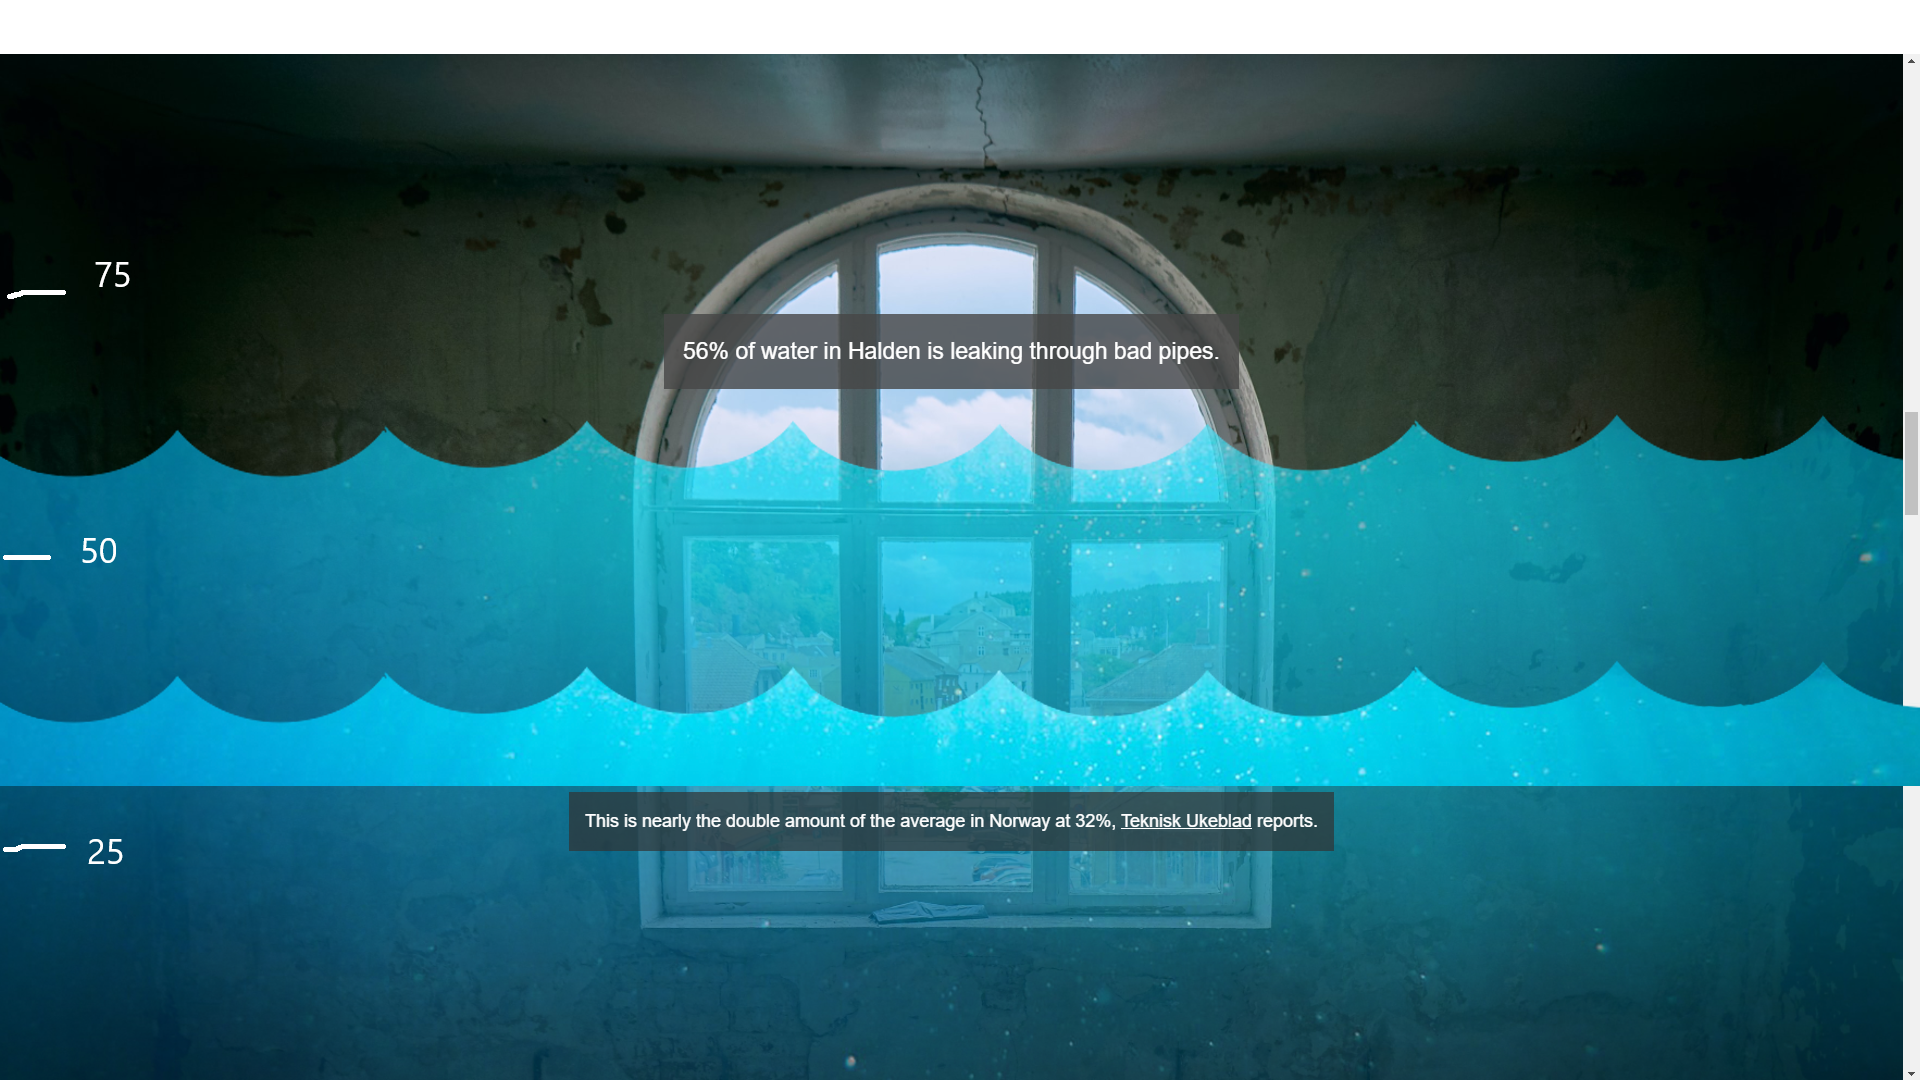 75
56% of water in Halden is leaking through bad pipes.
50
This is nearly the double amount of the average in Norway at 32%, Teknisk Ukeblad reports.
25